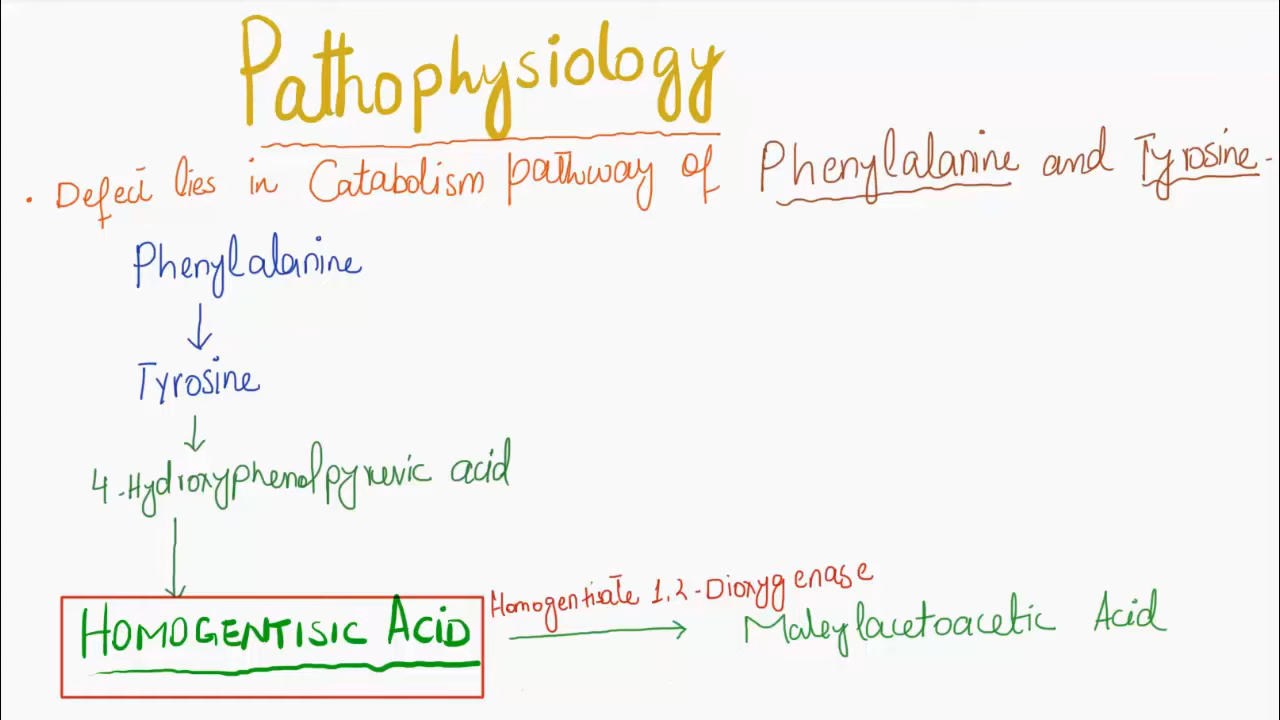 Pathophysiology
. Defect lies in Catabolism pathway of Phenylalanine and Tyrosine.
Phenylalanine
Tyrosine
4-Hydroxyphenolpyruvic acid
Homogentisate 1,2-Dioxygenase
HOMOGENTISIC ACID
Maleylacetoacetic Acid